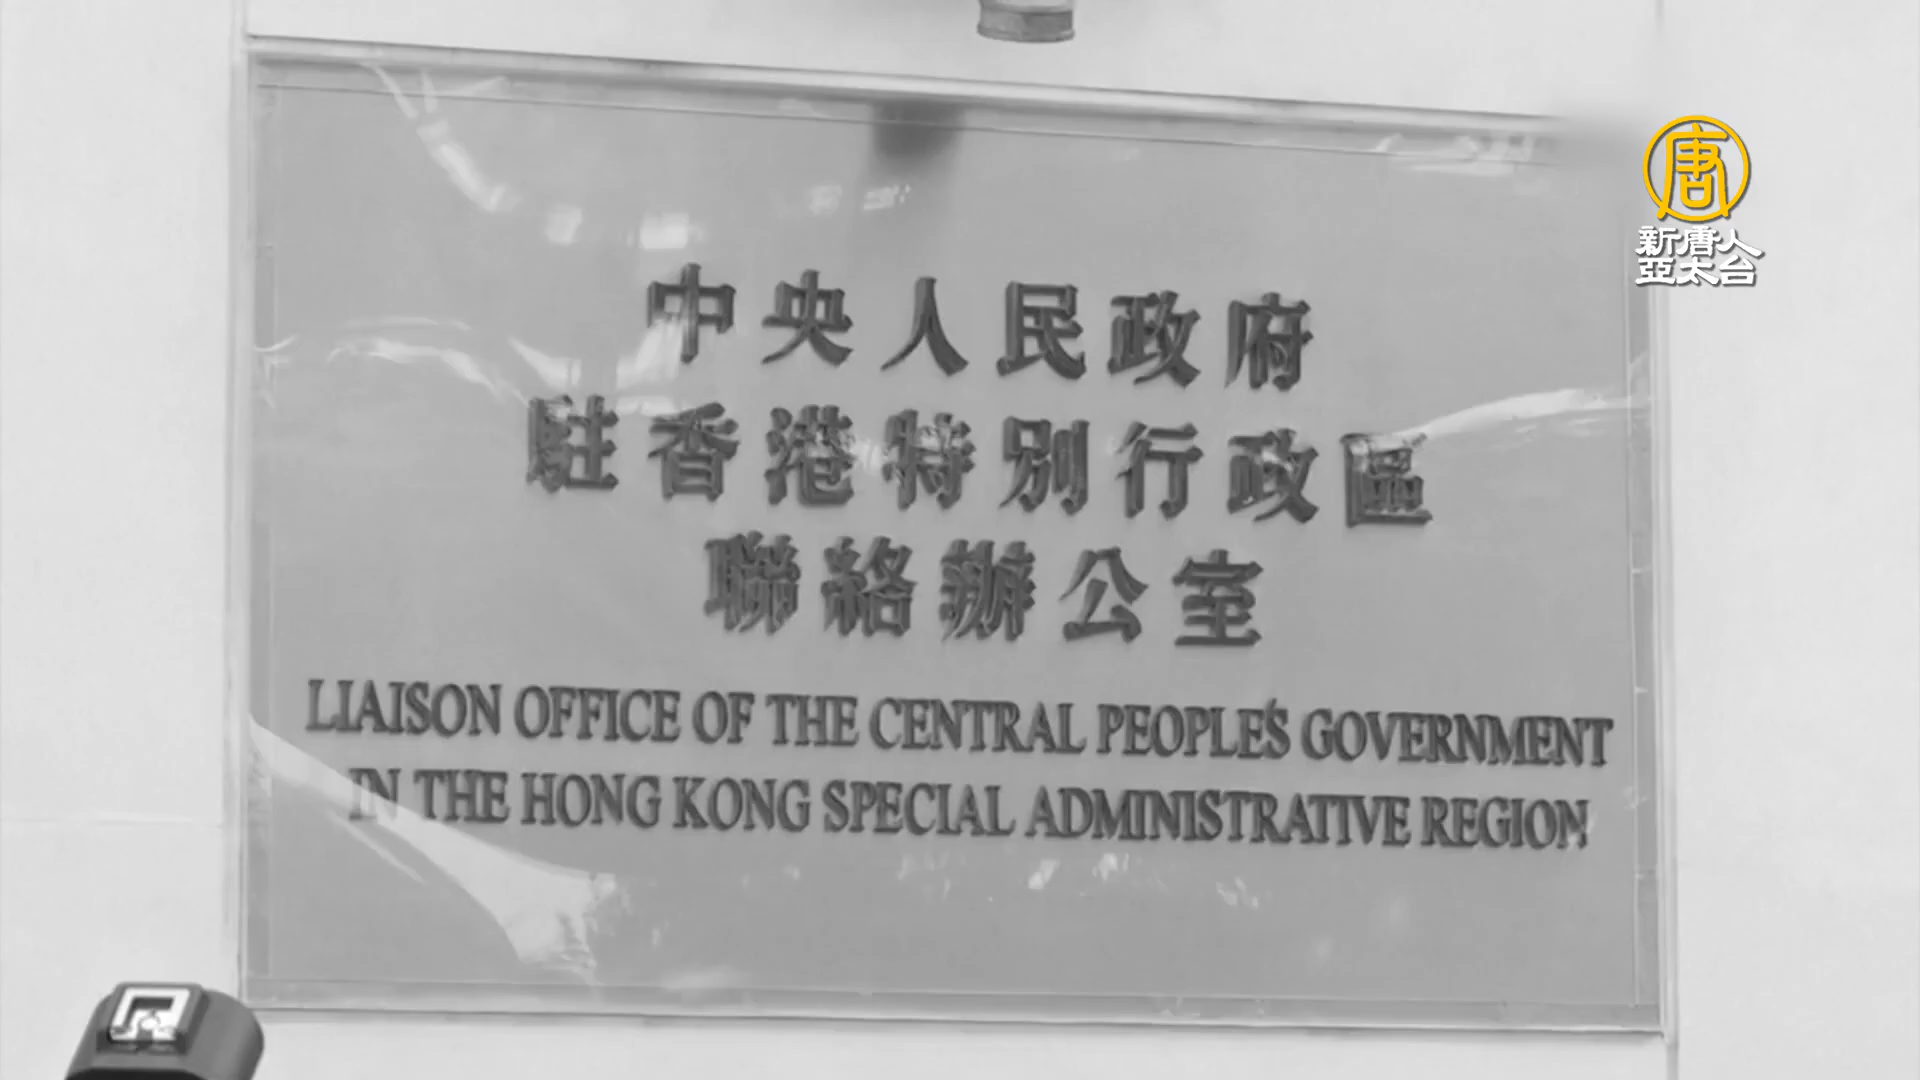 中央人民政府
駐香港特別行政區
聯絡辦公室
LIAISON OFFICE OF THE CENTRAL PEOPLE'S GOVERNMENT
IN THE HONG KONG SPECIAL ADMINISTRATIVE REGION
唐
新唐人
亞太台